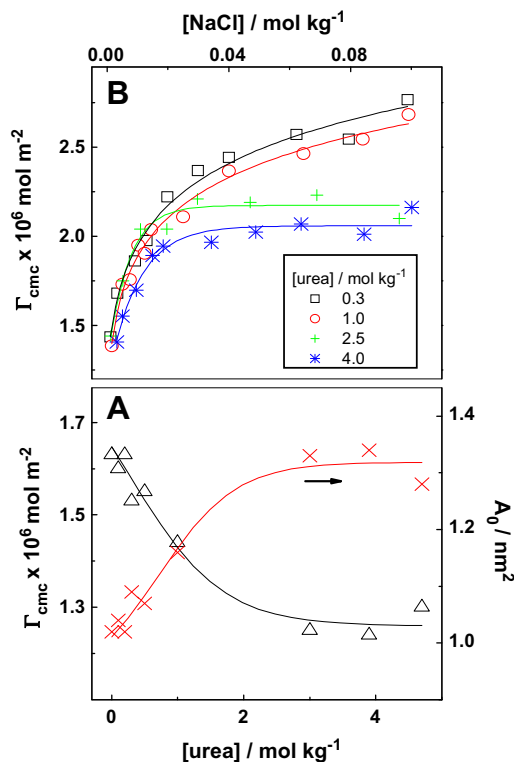 [NaCl] / mol kg⁻¹
0.00 0.04 0.08
B
Γcmc x 10⁶ mol m⁻²
2.5
2.0
1.5
[urea] / mol kg⁻¹
0.3
1.0
2.5
4.0
A
Γcmc x 10⁶ mol m⁻²
1.7
1.5
1.3
1.4
1.2
1.0
A₀ / nm²
0 2 4
[urea] / mol kg⁻¹